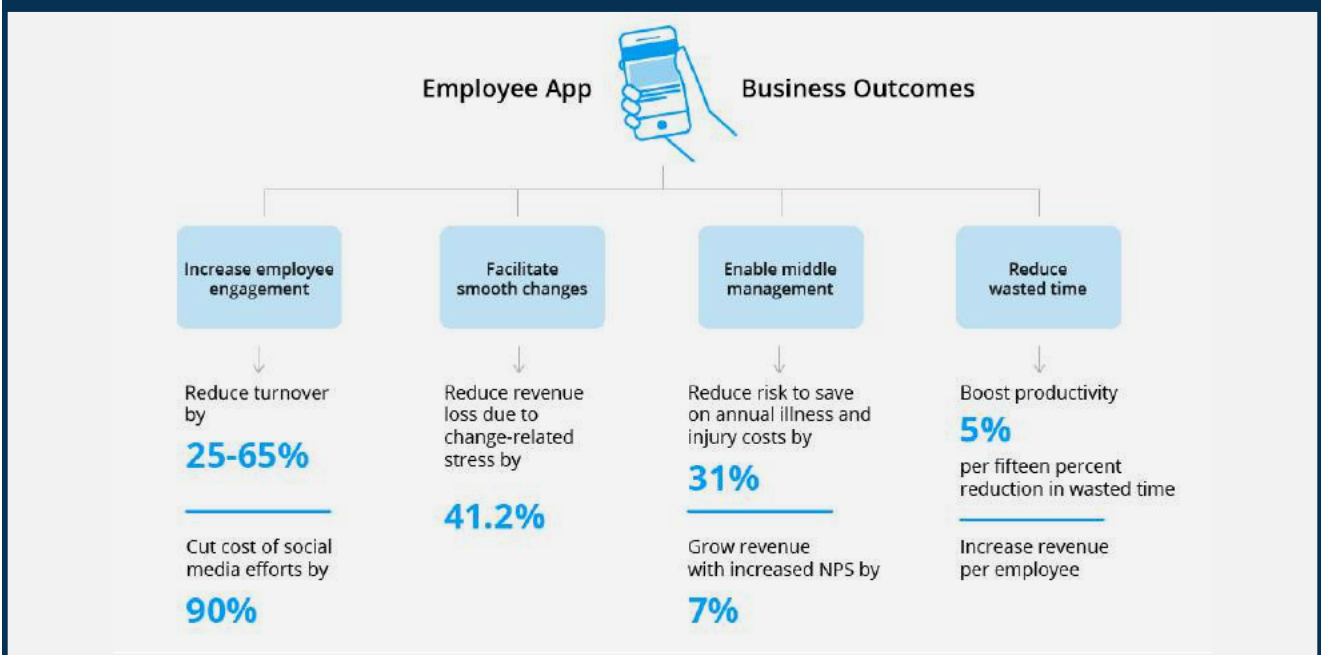 Employee App
Business Outcomes
Increase employee
engagement
Reduce turnover
by
25-65%
Cut cost of social
media efforts by
90%
Facilitate
smooth changes
Reduce revenue
loss due to
change-related
stress by
41.2%
Enable middle
management
Reduce risk to save
on annual illness and
injury costs by
31%
Grow revenue
with increased NPS by
7%
Reduce
wasted time
Boost productivity
5%
per fifteen percent
reduction in wasted time
Increase revenue
per employee